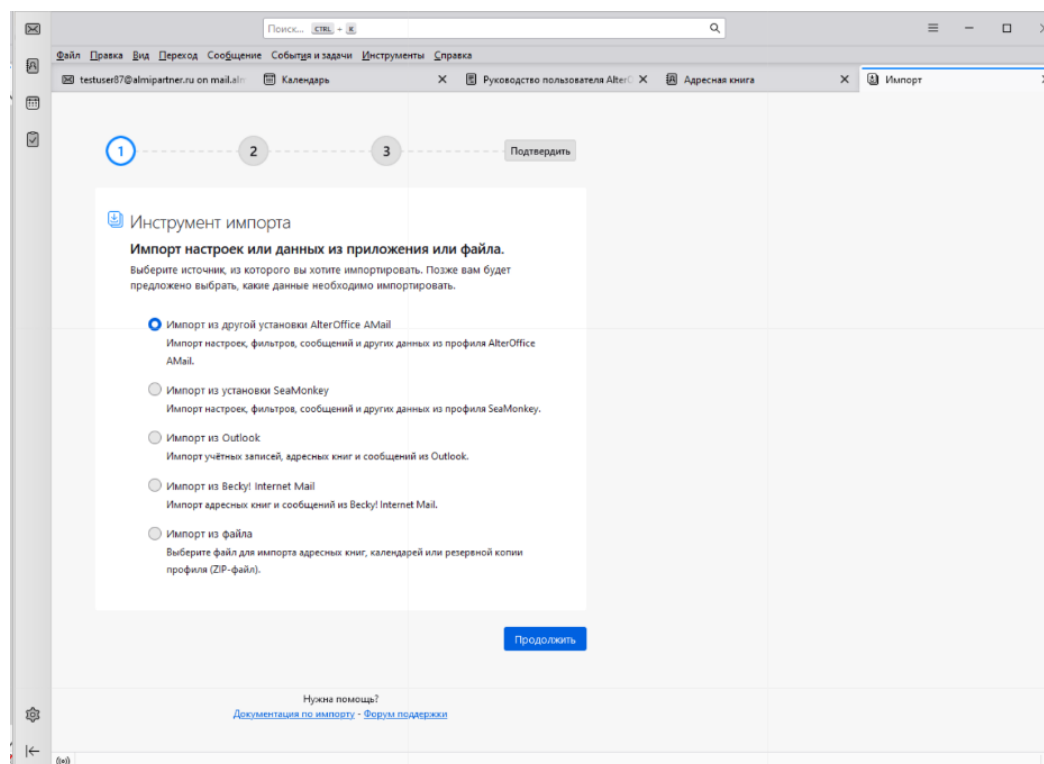 Поиск... CTRL + K
Файл Правка Вид Переход Сообщение События и задачи Инструменты Справка
testuser87@almipartner.ru on mail.alm
Календарь
Руководство пользователя AlterO
Адресная книга
Импорт
1 2 3 Подтвердить
Инструмент импорта
Импорт настроек или данных из приложения или файла.
Выберите источник, из которого вы хотите импортировать. Позже вам будет
предложено выбрать, какие данные необходимо импортировать.
Импорт из другой установки AlterOffice AMail
Импорт настроек, фильтров, сообщений и других данных из профиля AlterOffice
AMail.
Импорт из установки SeaMonkey
Импорт настроек, фильтров, сообщений и других данных из профиля SeaMonkey.
Импорт из Outlook
Импорт учётных записей, адресных книг и сообщений из Outlook.
Импорт из Becky! Internet Mail
Импорт адресных книг и сообщений из Becky! Internet Mail.
Импорт из файла
Выберите файл для импорта адресных книг, календарей или резервной копии
профиля (ZIP-файл).
Продолжить
Нужна помощь?
Документация по импорту - Форум поддержки